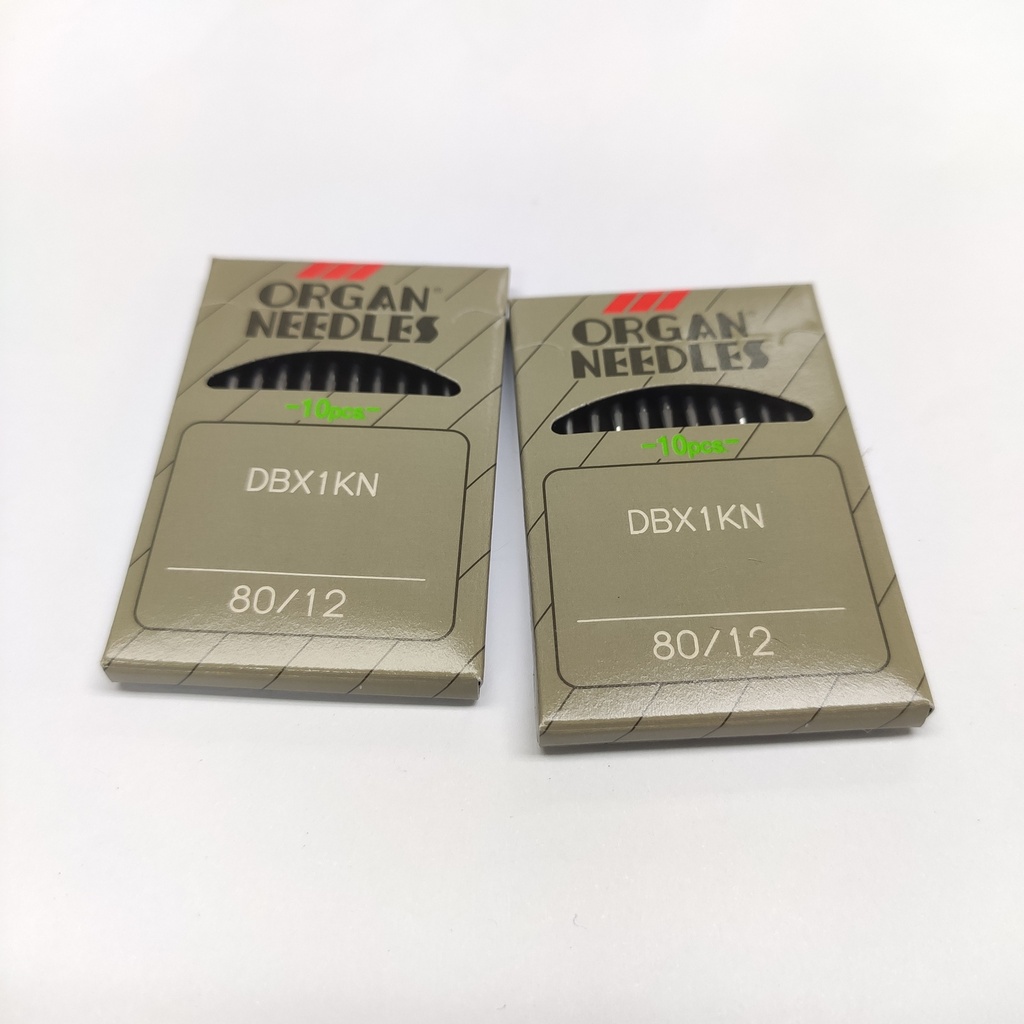 ORGAN
NEEDLES
-10pcs-
DBX1KN
80/12
ORGAN
NEEDLES
-10pcs-
DBX1KN
80/12